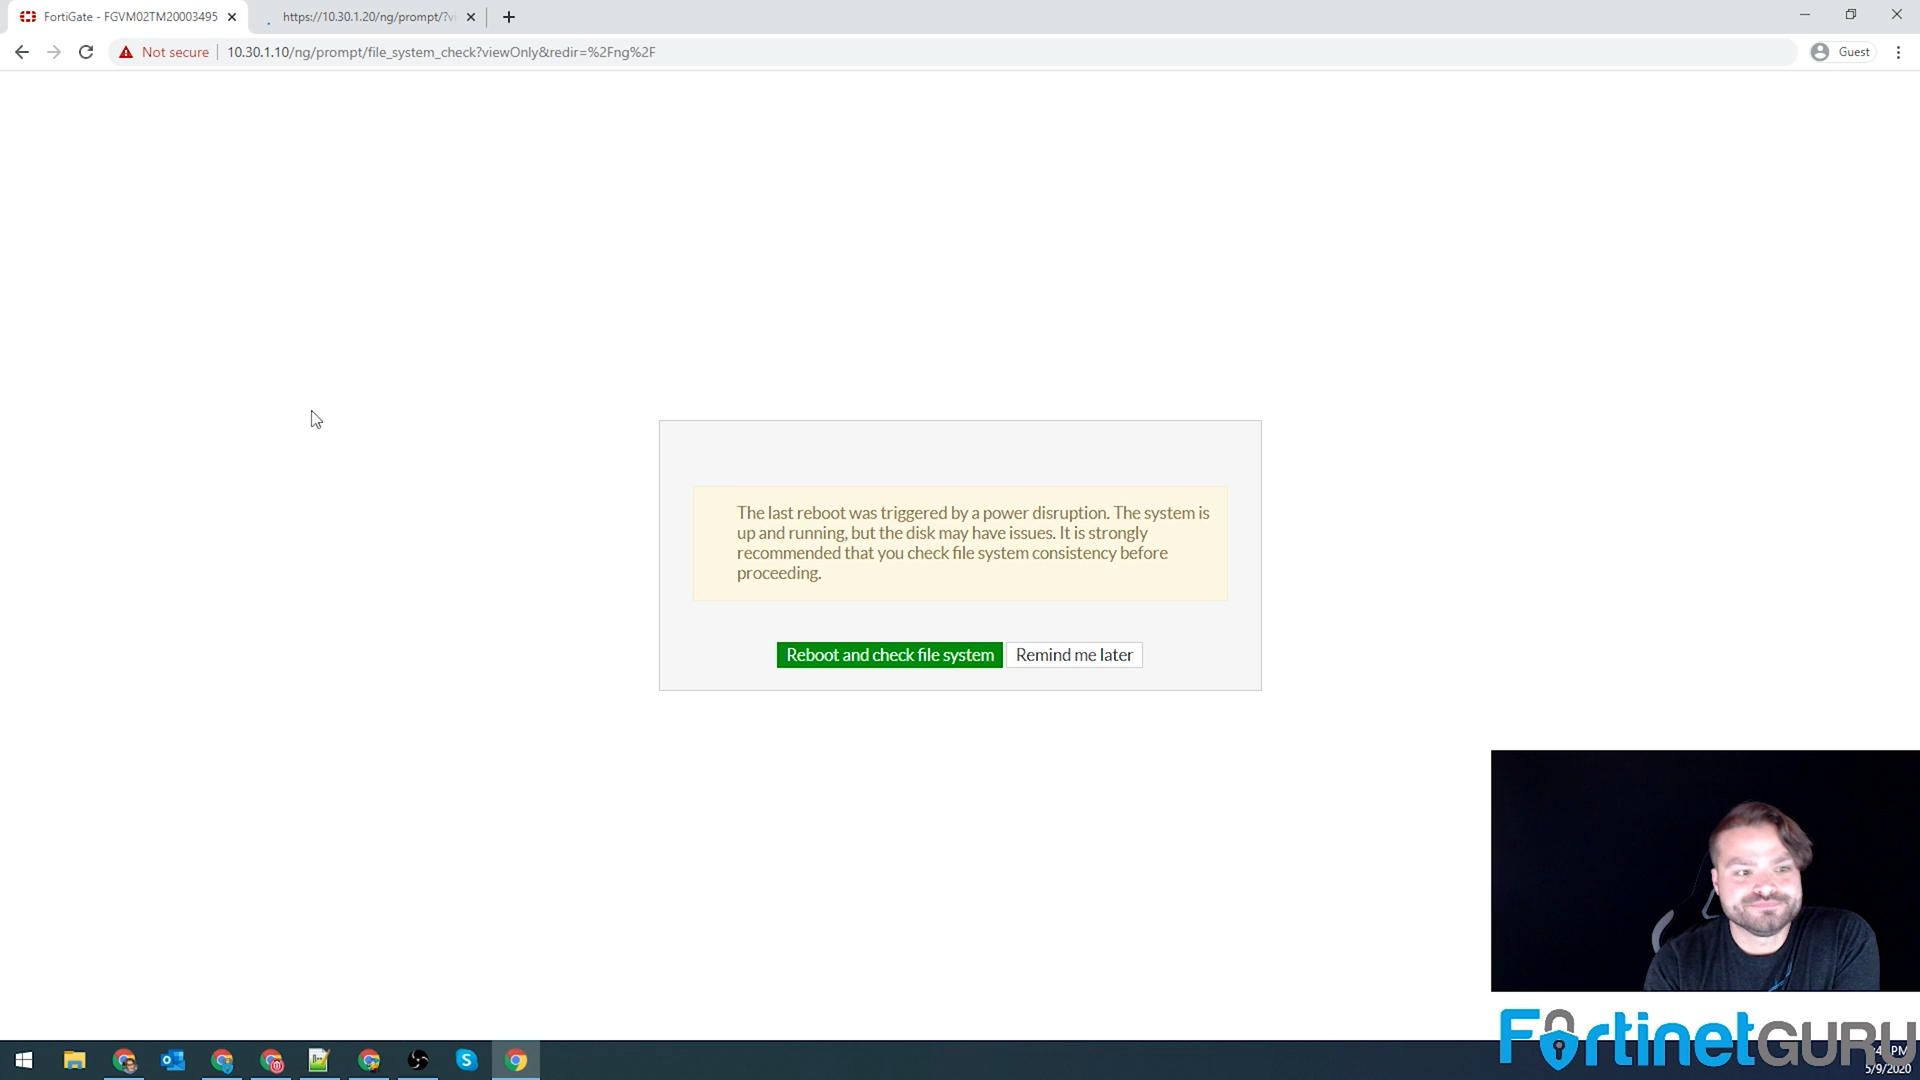 FortiGate - FGVM02TM20003495
https://10.30.1.20/ng/prompt/?vi
Not secure
10.30.1.10/ng/prompt/file_system_check?viewOnly&redir=%2Fng%2F
Guest
The last reboot was triggered by a power disruption. The system is
up and running, but the disk may have issues. It is strongly
recommended that you check file system consistency before
proceeding.
Reboot and check file system
Remind me later
FortinetGURU
PM
5/9/2020